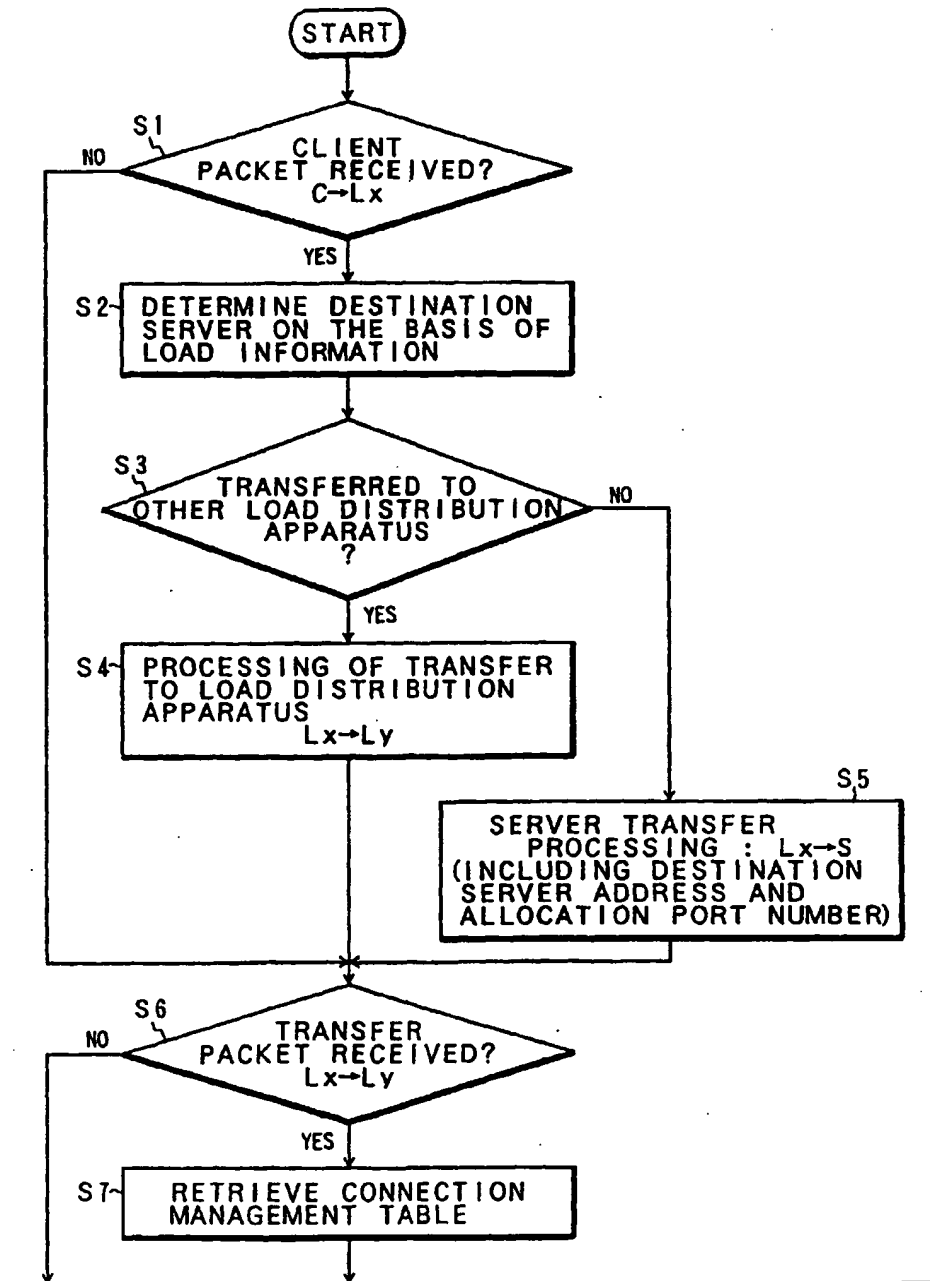 START
S1
CLIENT
PACKET RECEIVED?
C→Lx
NO
YES
S2
DETERMINE DESTINATION
SERVER ON THE BASIS OF
LOAD INFORMATION
S3
TRANSFERRED TO
OTHER LOAD DISTRIBUTION
APPARATUS
?
NO
YES
S4
PROCESSING OF TRANSFER
TO LOAD DISTRIBUTION
APPARATUS
Lx→Ly
S5
SERVER TRANSFER
PROCESSING : Lx→S
(INCLUDING DESTINATION
SERVER ADDRESS AND
ALLOCATION PORT NUMBER)
S6
TRANSFER
PACKET RECEIVED?
Lx→Ly
NO
YES
S7
RETRIEVE CONNECTION
MANAGEMENT TABLE